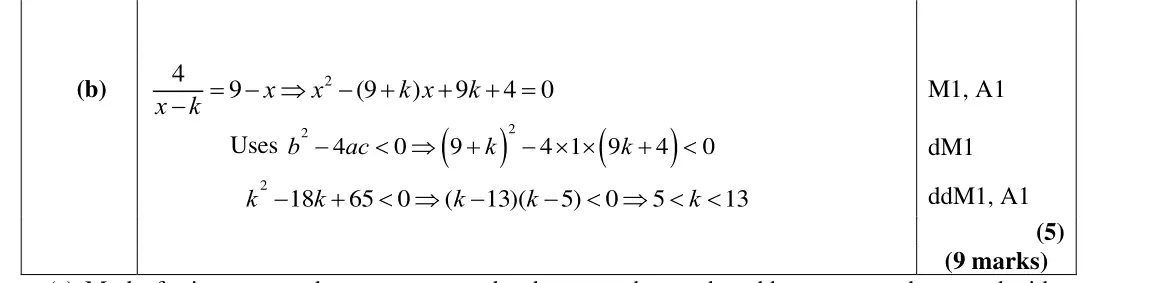 (b) 4/(x−k) = 9 − x ⇒ x² − (9 + k)x + 9k + 4 = 0 M1, A1
Uses b² − 4ac < 0 ⇒ (9 + k)² − 4 × 1 × (9k + 4) < 0 dM1
k² − 18k + 65 < 0 ⇒ (k − 13)(k − 5) < 0 ⇒ 5 < k < 13 ddM1, A1
(5)
(9 marks)